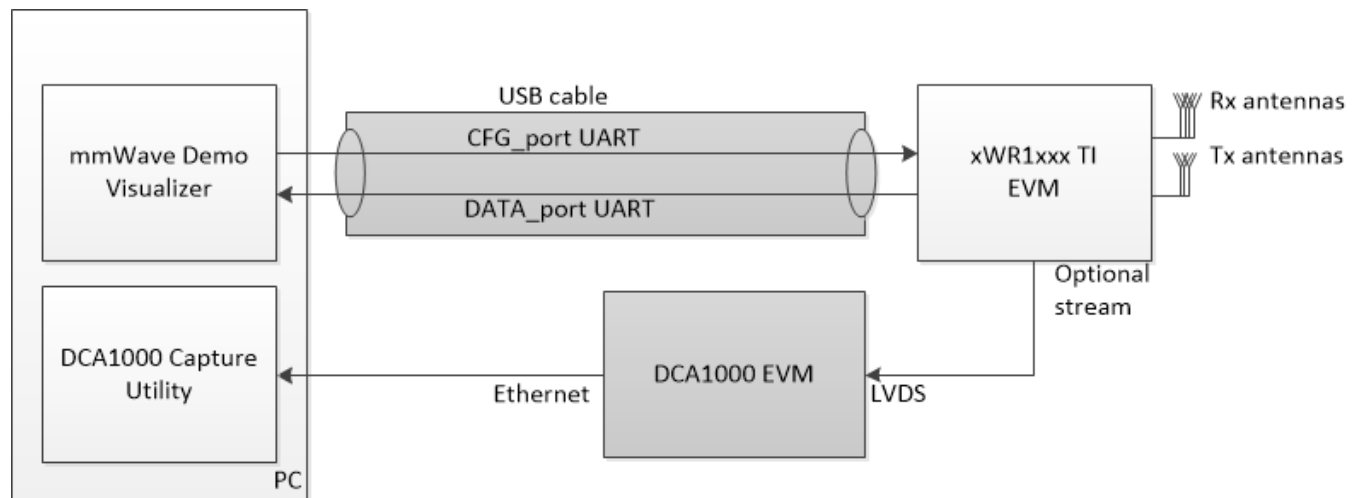 USB cable
mmWave Demo
Visualizer
CFG_port UART
DATA_port UART
xWR1xxx TI
EVM
Rx antennas
Tx antennas
Optional
stream
DCA1000 Capture
Utility
Ethernet
DCA1000 EVM
LVDS
PC